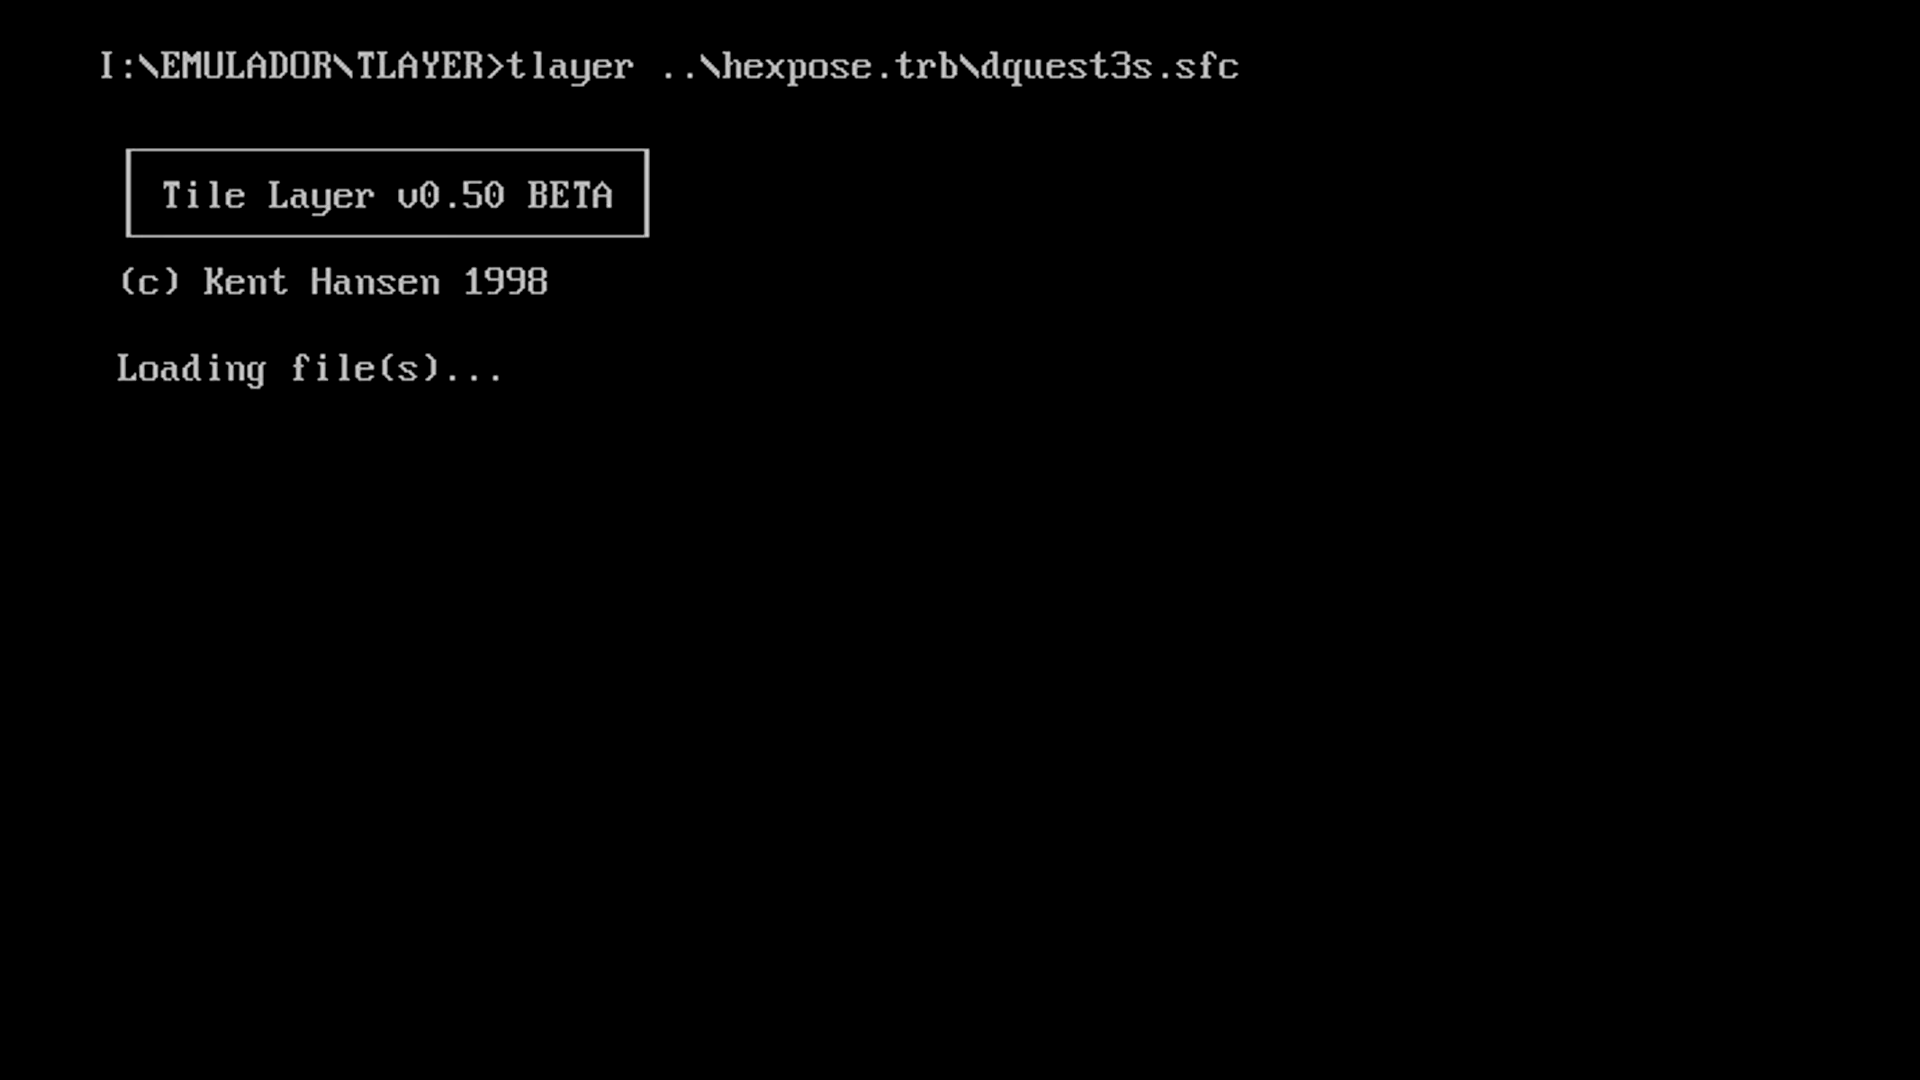 I:\EMULADOR\TLAYER>tlayer ..\hexpose.trb\dquest3s.sfc
Tile Layer v0.50 BETA
(c) Kent Hansen 1998
Loading file(s)...